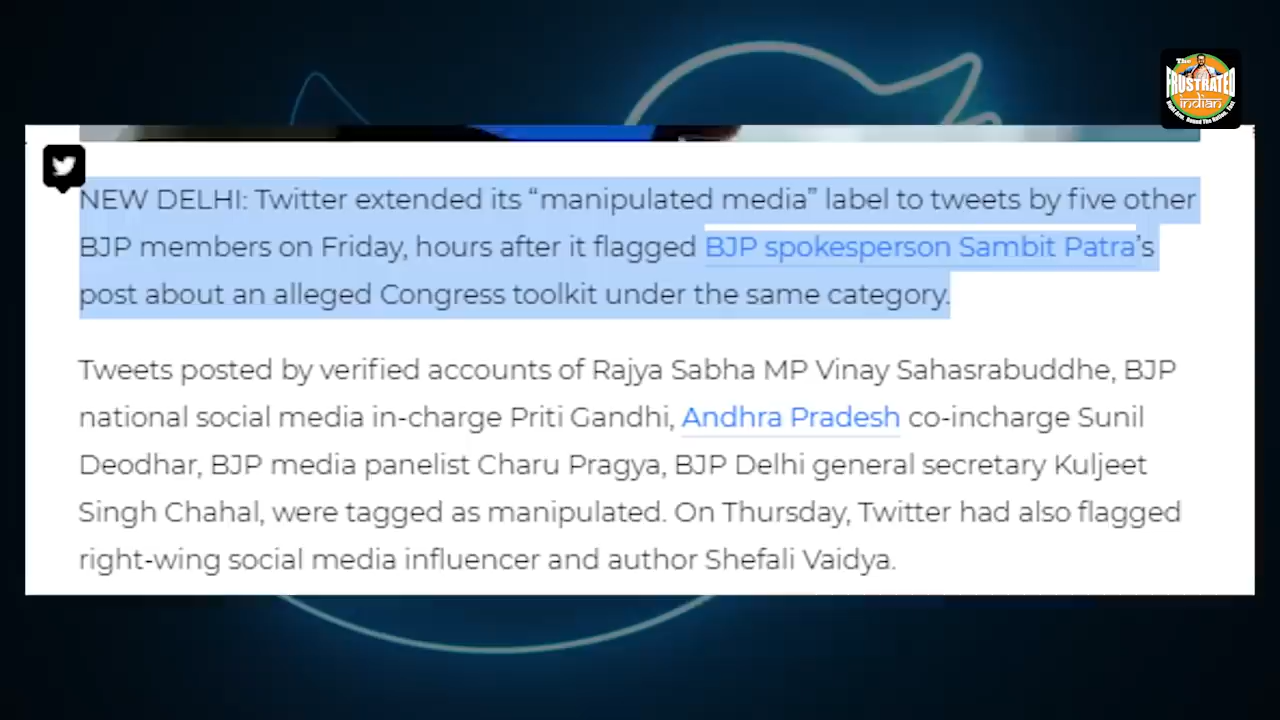 The
FRUSTRATED
indian
NEW DELHI: Twitter extended its “manipulated media” label to tweets by five other
BJP members on Friday, hours after it flagged BJP spokesperson Sambit Patra’s
post about an alleged Congress toolkit under the same category.
Tweets posted by verified accounts of Rajya Sabha MP Vinay Sahasrabuddhe, BJP
national social media in-charge Priti Gandhi, Andhra Pradesh co-incharge Sunil
Deodhar, BJP media panelist Charu Pragya, BJP Delhi general secretary Kuljeet
Singh Chahal, were tagged as manipulated. On Thursday, Twitter had also flagged
right-wing social media influencer and author Shefali Vaidya.